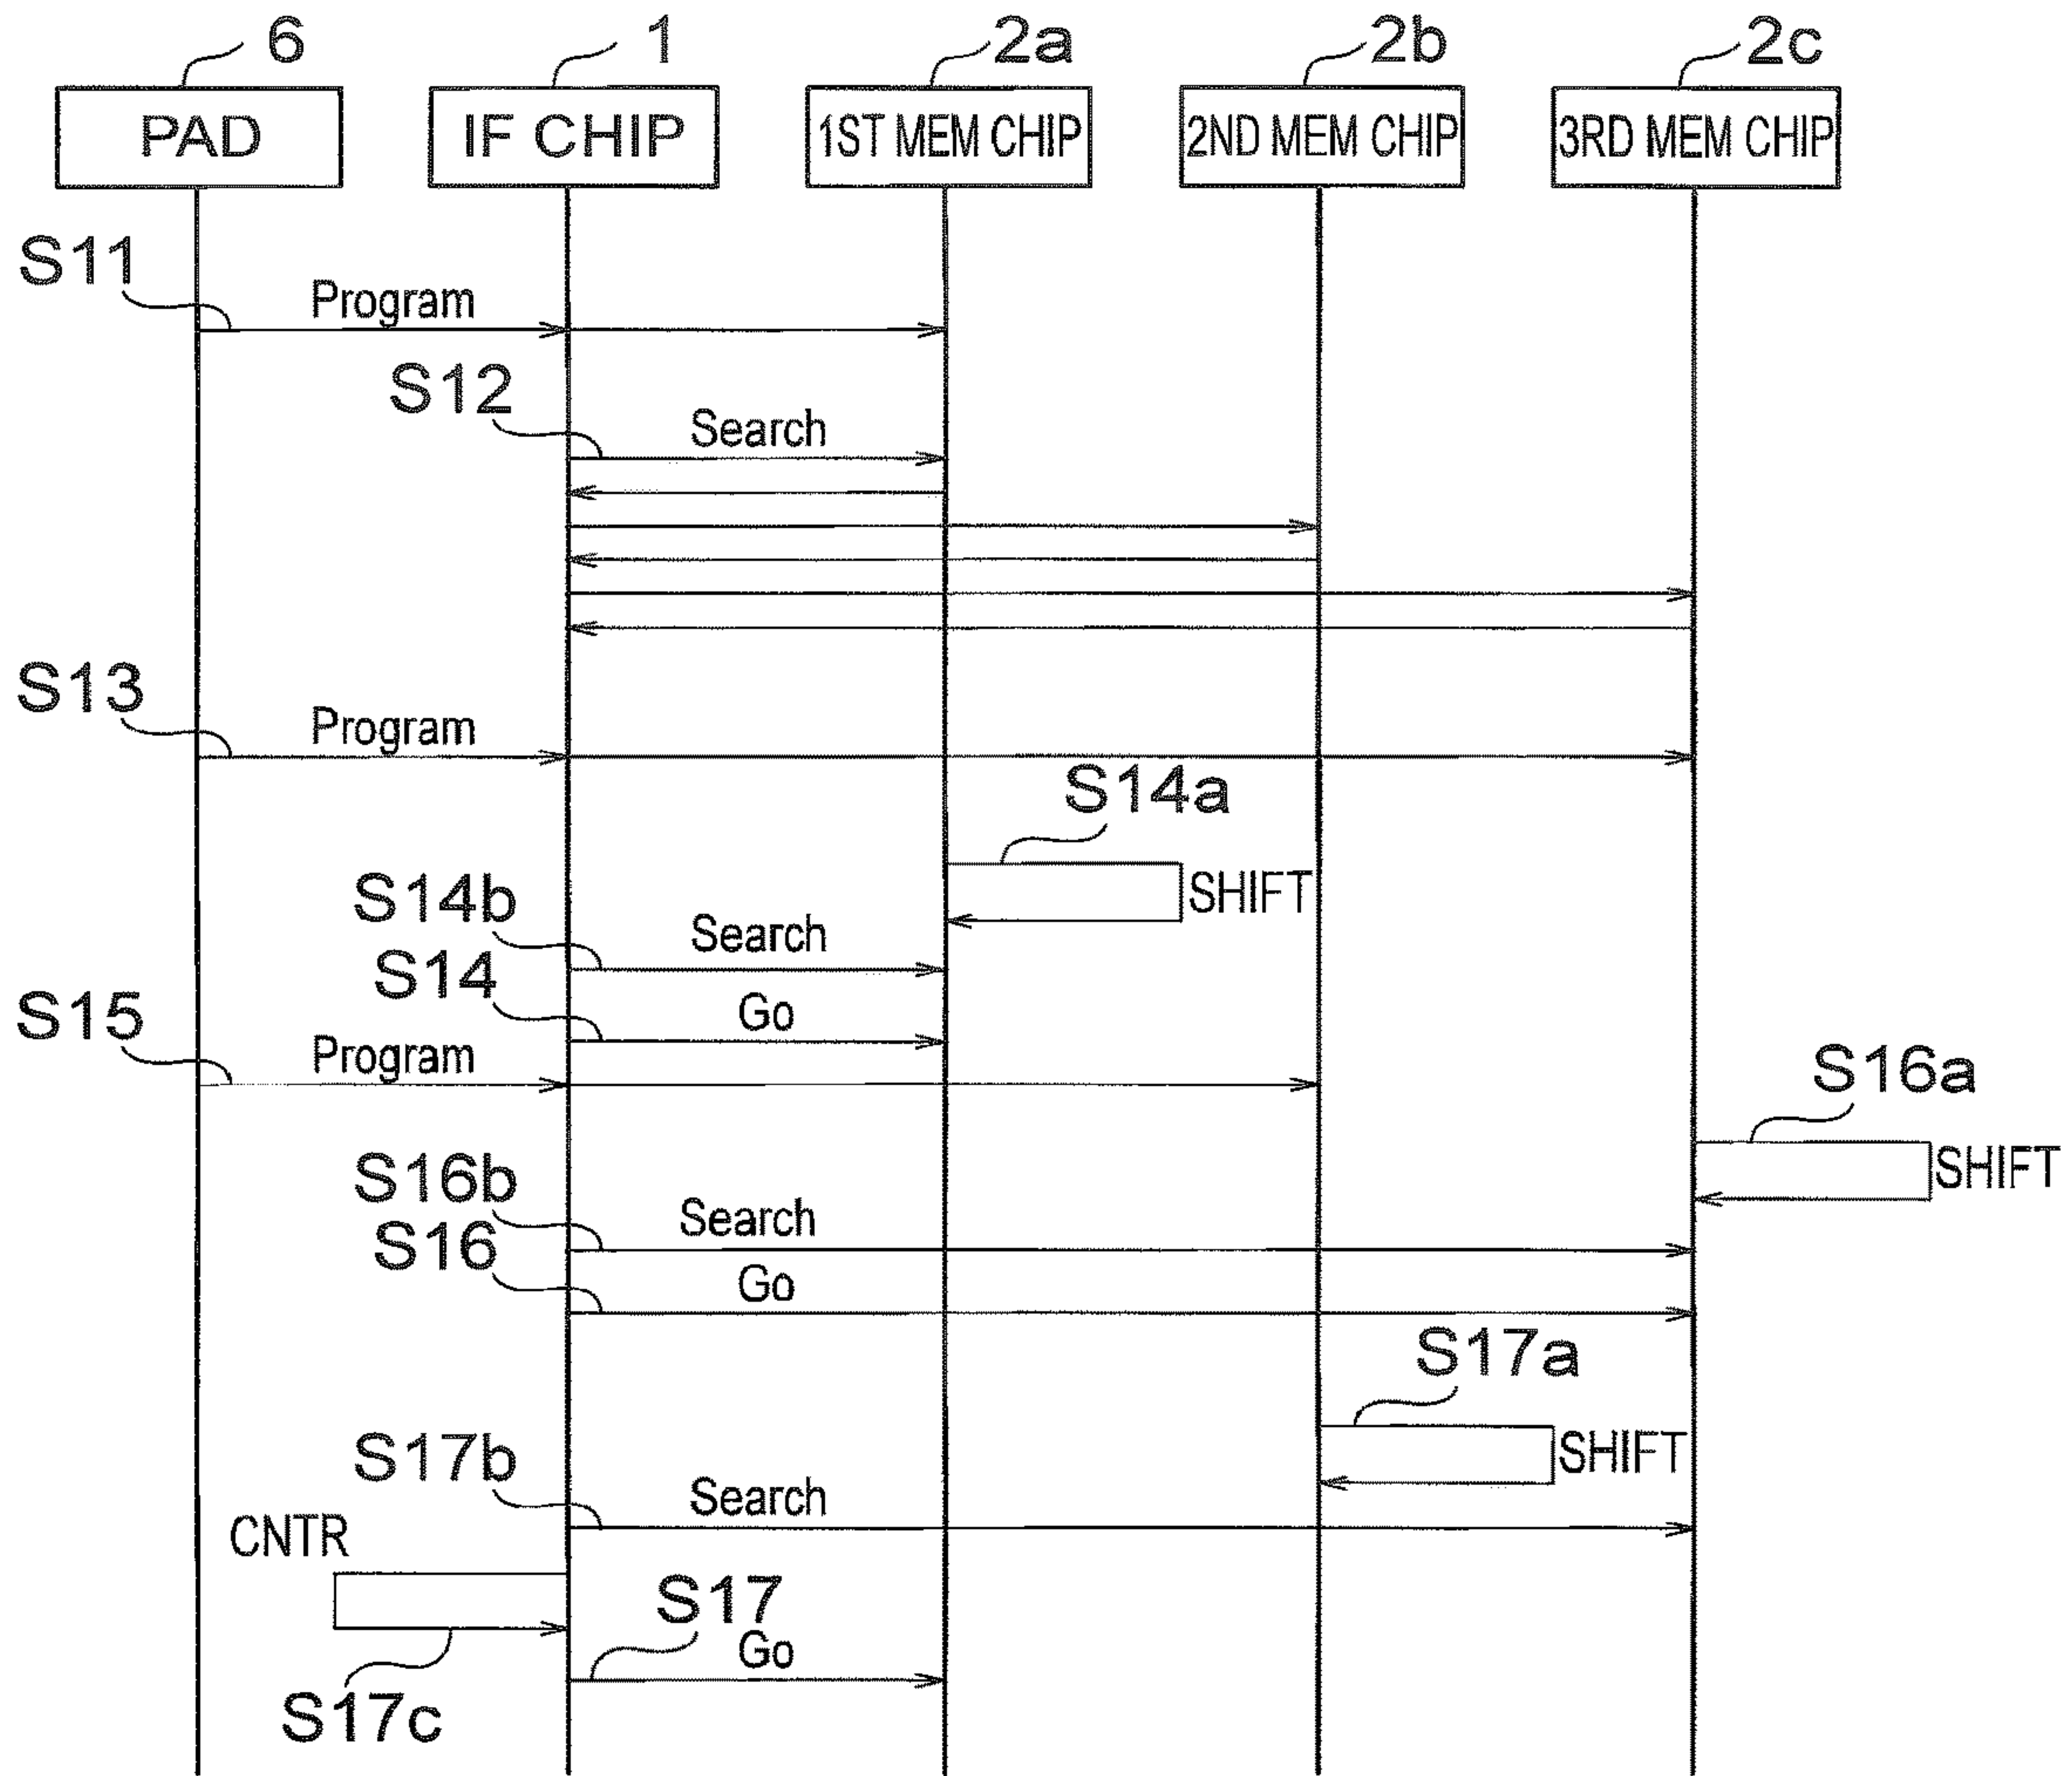 6
1
2a
2b
2c
PAD
IF CHIP
1ST MEM CHIP
2ND MEM CHIP
3RD MEM CHIP
S11
Program
S12
Search
S13
Program
S14a
SHIFT
S14b
Search
S14
Go
S15
Program
S16a
SHIFT
S16b
Search
S16
Go
S17a
SHIFT
S17b
Search
CNTR
S17
Go
S17c